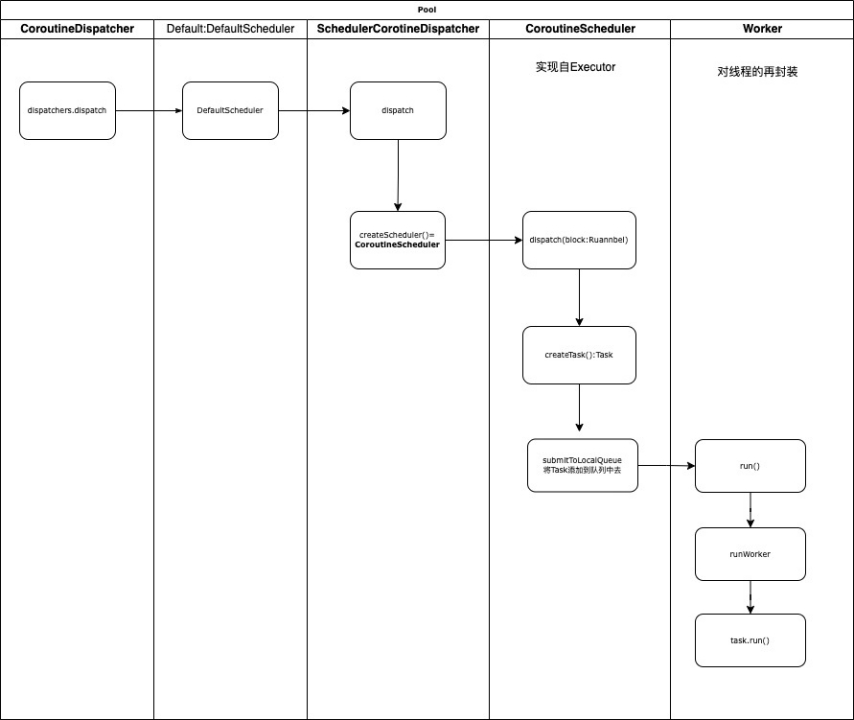 Pool
CoroutineDispatcher
Default:DefaultScheduler
SchedulerCorotineDispatcher
CoroutineScheduler
Worker
实现自Executor
对线程的再封装
dispatchers.dispatch
DefaultScheduler
dispatch
createScheduler()=
CoroutineScheduler
dispatch(block:Ruannbel)
createTask():Task
submitToLocalQueue
将Task添加到队列中去
run()
runWorker
task.run()